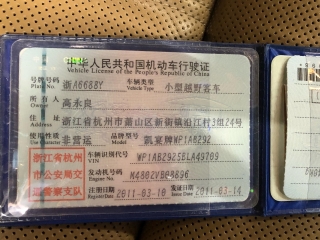 中华人民共和国机动车行驶证
Vehicle License of the People's Republic of China
号牌号码 Plate No. 浙A6688Y 车辆类型 Vehicle Type 小型越野客车
所有人 Owner 高永良
住址 Address 浙江省杭州市萧山区新街镇沿江村3组24号
使用性质 Use Character 非营运 品牌型号 Model 凯宴牌WP1AB292
浙江省杭州 车辆识别代号 VIN
市公安局交 发动机号码 Engine No.
通警察支队 注册日期 2011-03-10 发证日期 2011-03-14